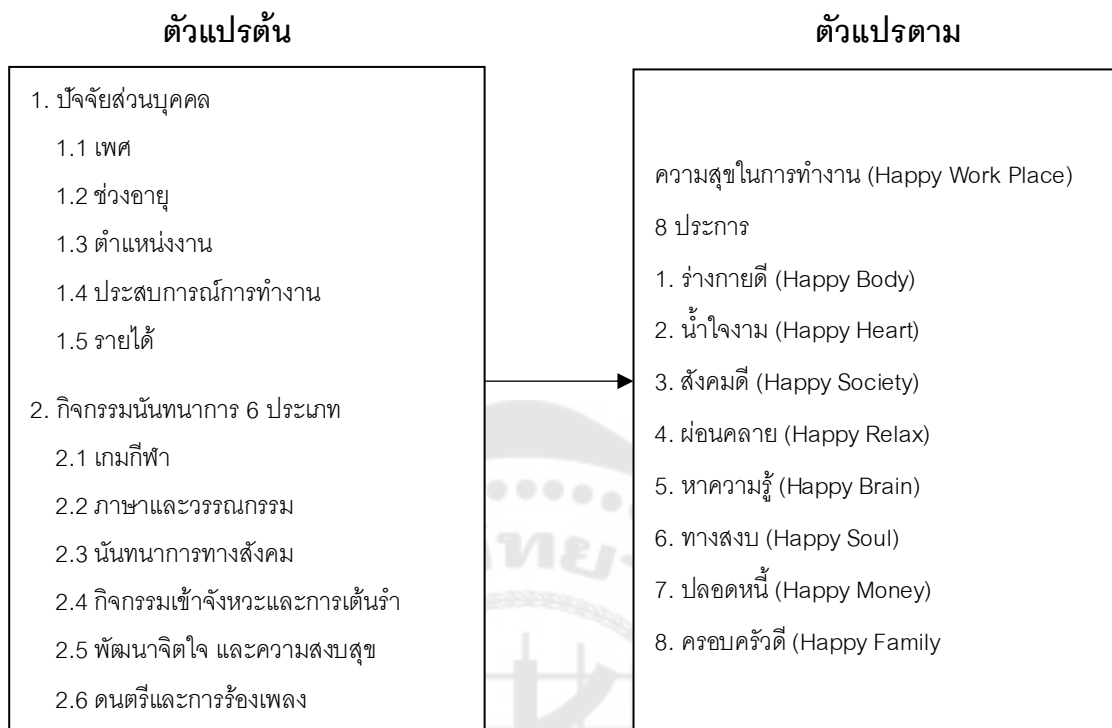 ตัวแปรต้น
1. ปัจจัยส่วนบุคคล
1.1 เพศ
1.2 ช่วงอายุ
1.3 ตำแหน่งงาน
1.4 ประสบการณ์การทำงาน
1.5 รายได้
2. กิจกรรมนันทนาการ 6 ประเภท
2.1 เกมกีฬา
2.2 ภาษาและวรรณกรรม
2.3 นันทนาการทางสังคม
2.4 กิจกรรมเข้าจังหวะและการเต้นรำ
2.5 พัฒนาจิตใจ และความสงบสุข
2.6 ดนตรีและการร้องเพลง
ตัวแปรตาม
ความสุขในการทำงาน (Happy Work Place)
8 ประการ
1. ร่างกายดี (Happy Body)
2. น้ำใจงาม (Happy Heart)
3. สังคมดี (Happy Society)
4. ผ่อนคลาย (Happy Relax)
5. หาความรู้ (Happy Brain)
6. ทางสงบ (Happy Soul)
7. ปลอดหนี้ (Happy Money)
8. ครอบครัวดี (Happy Family